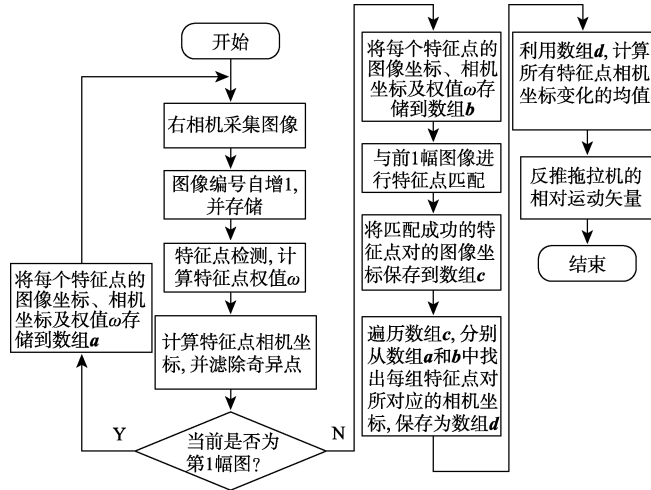 开始
右相机采集图像
图像编号自增1,
并存储
特征点检测, 计
算特征点权值ω
计算特征点相机坐
标, 并滤除奇异点
当前是否为
第1幅图?
Y
N
将每个特征点的
图像坐标、相机
坐标及权值ω存
储到数组a
将每个特征点的
图像坐标、相机
坐标及权值ω存
储到数组b
与前1幅图像进
行特征点匹配
将匹配成功的特
征点对的图像坐
标保存到数组c
遍历数组c, 分别
从数组a和b中找
出每组特征点对
所对应的相机坐
标, 保存为数组d
利用数组d, 计算
所有特征点相机
坐标变化的均值
反推拖拉机的
相对运动矢量
结束